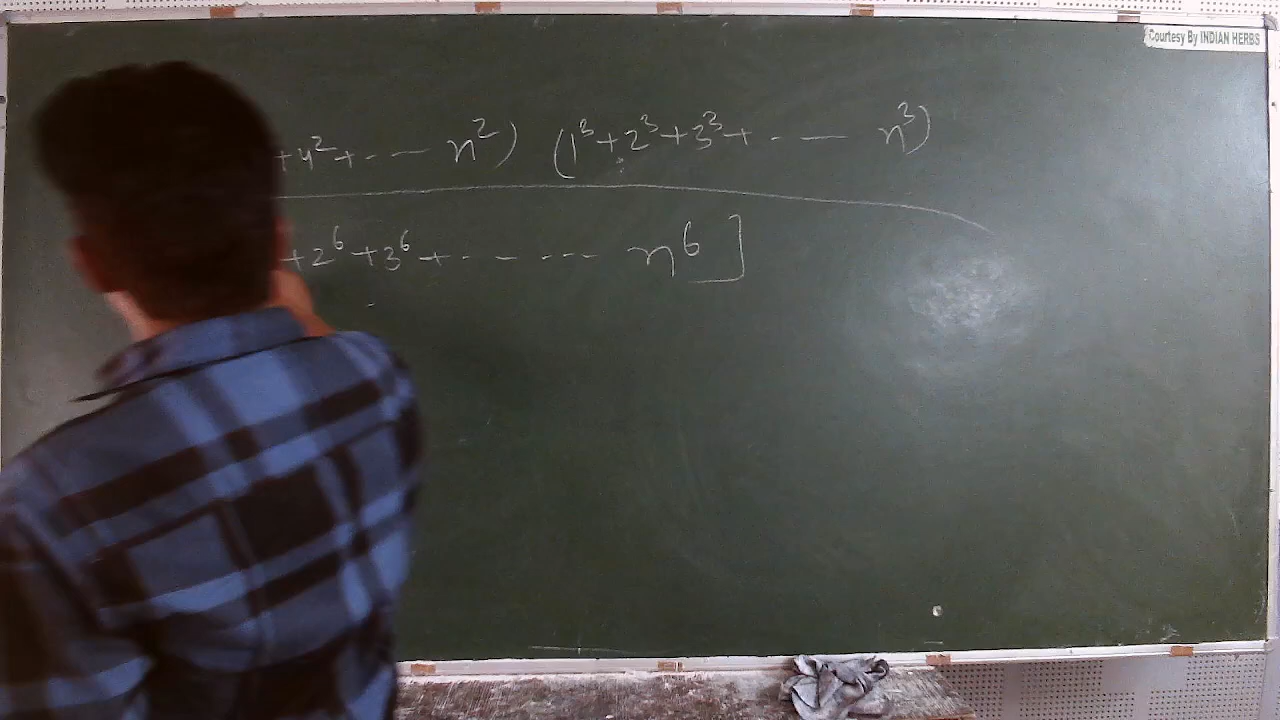 Courtesy By INDIAN HERBS
+4²+ ·· — n²) (1³+2³+3³+ ·· — n³)
+2⁶+3⁶+ ·· — ··· n⁶]